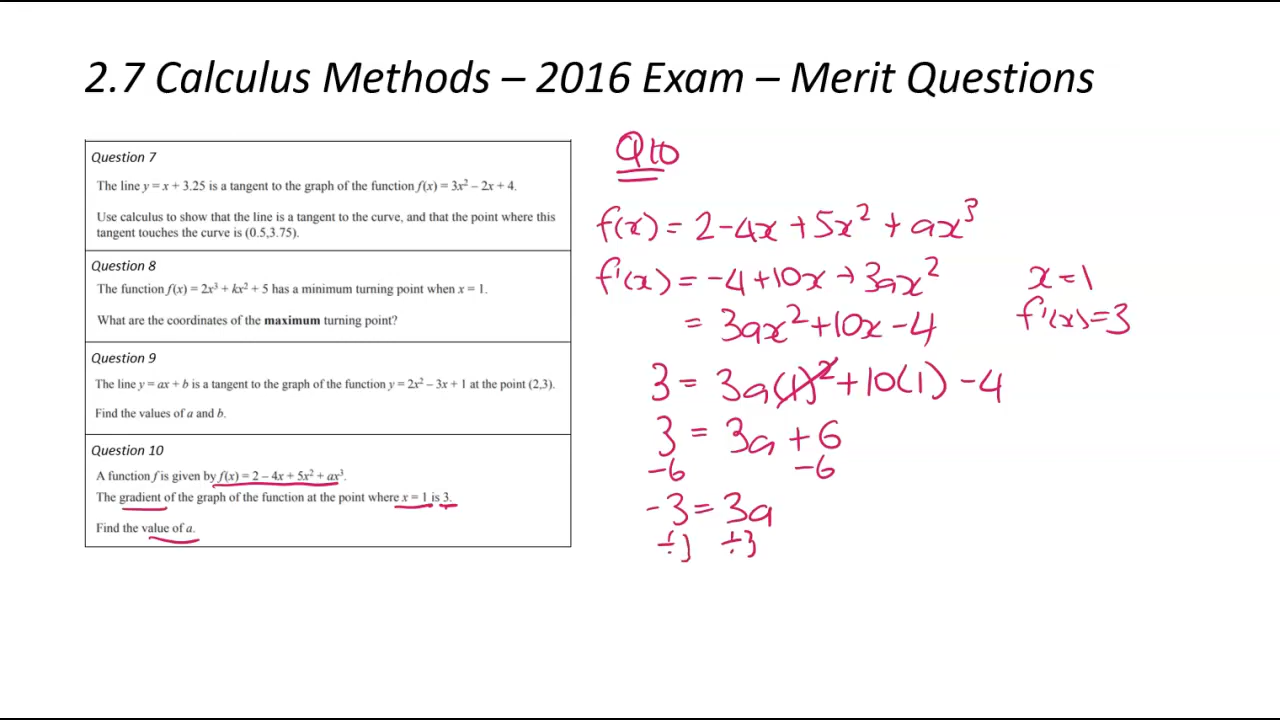 2.7 Calculus Methods – 2016 Exam – Merit Questions
Question 7
The line y = x + 3.25 is a tangent to the graph of the function f(x) = 3x² – 2x + 4.
Use calculus to show that the line is a tangent to the curve, and that the point where this
tangent touches the curve is (0.5,3.75).
Question 8
The function f(x) = 2x³ + kx² + 5 has a minimum turning point when x = 1.
What are the coordinates of the maximum turning point?
Question 9
The line y = ax + b is a tangent to the graph of the function y = 2x² – 3x + 1 at the point (2,3).
Find the values of a and b.
Question 10
A function f is given by f(x) = 2 – 4x + 5x² + ax³.
The gradient of the graph of the function at the point where x = 1 is 3.
Find the value of a.
Q10
f(x) = 2-4x+5x²+ax³
f'(x) = -4+10x+3ax²
x=1
= 3ax²+10x-4
f'(x)=3
3 = 3a(1)²+10(1)-4
3 = 3a+6
-6 -6
-3=3a
÷3 ÷3